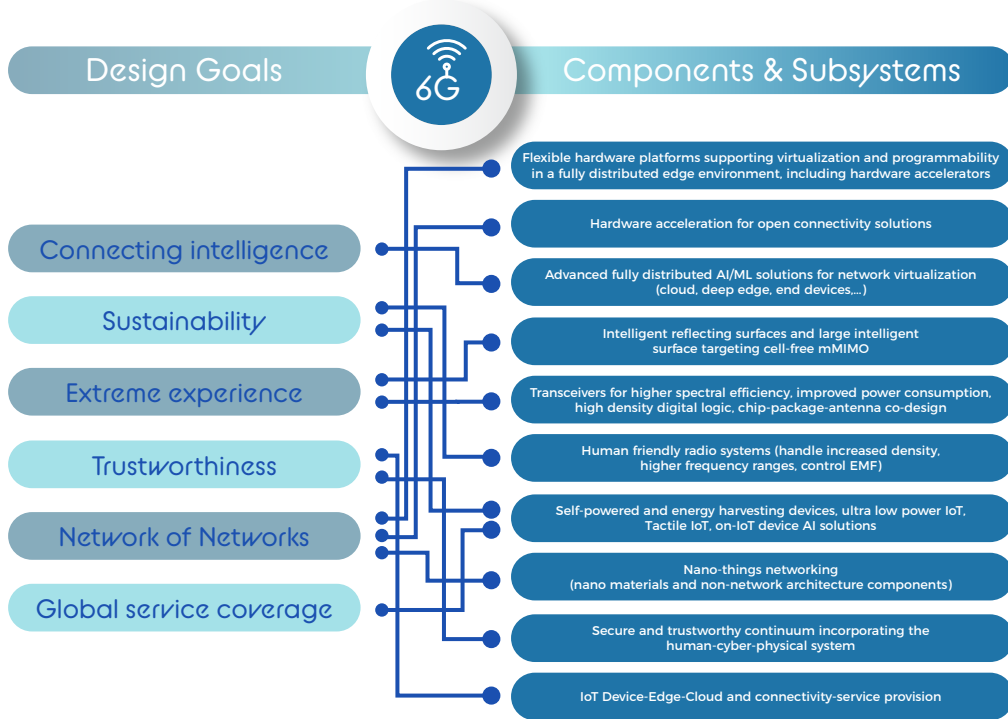 Design Goals
6G
Components & Subsystems
Connecting intelligence
Sustainability
Extreme experience
Trustworthiness
Network of Networks
Global service coverage
Flexible hardware platforms supporting virtualization and programmability
in a fully distributed edge environment, including hardware accelerators
Hardware acceleration for open connectivity solutions
Advanced fully distributed AI/ML solutions for network virtualization
(cloud, deep edge, end devices,...)
Intelligent reflecting surfaces and large intelligent
surface targeting cell-free mMIMO
Transceivers for higher spectral efficiency, improved power consumption,
high density digital logic, chip-package-antenna co-design
Human friendly radio systems (handle increased density,
higher frequency ranges, control EMF)
Self-powered and energy harvesting devices, ultra low power IoT,
Tactile IoT, on-IoT device AI solutions
Nano-things networking
(nano materials and non-network architecture components)
Secure and trustworthy continuum incorporating the
human-cyber-physical system
IoT Device-Edge-Cloud and connectivity-service provision